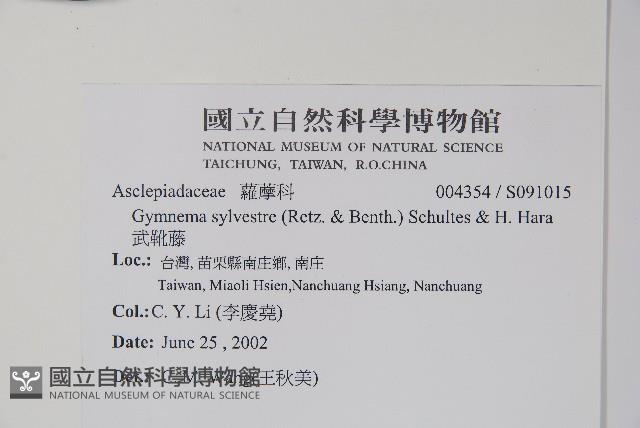 國立自然科學博物館
NATIONAL MUSEUM OF NATURAL SCIENCE
TAICHUNG, TAIWAN, R.O.CHINA
Asclepiadaceae 蘿藦科 004354 / S091015
Gymnema sylvestre (Retz. & Benth.) Schultes & H. Hara
武靴藤
Loc.: 台灣, 苗栗縣南庄鄉, 南庄
Taiwan, Miaoli Hsien,Nanchuang Hsiang, Nanchuang
Col.:C. Y. Li (李慶堯)
Date: June 25 , 2002
王秋美)
國立自然科學博物館
NATIONAL MUSEUM OF NATURAL SCIENCE